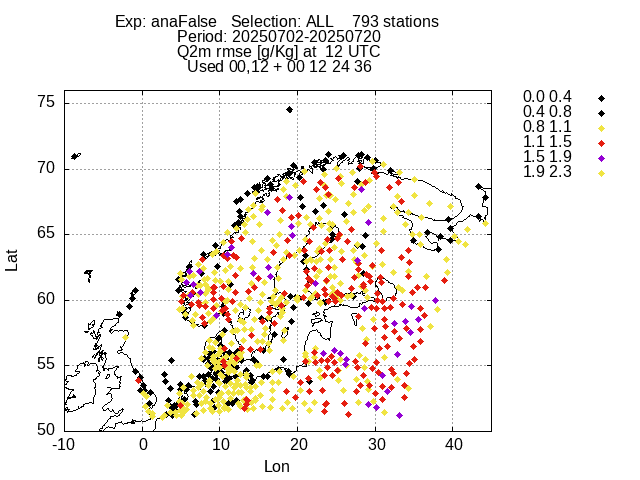 Exp: anaFalse Selection: ALL 793 stations
Period: 20250702-20250720
Q2m rmse [g/Kg] at 12 UTC
Used 00,12 + 00 12 24 36
0.0 0.4
0.4 0.8
0.8 1.1
1.1 1.5
1.5 1.9
1.9 2.3
75
70
65
60
55
50
Lat
-10 0 10 20 30 40
Lon